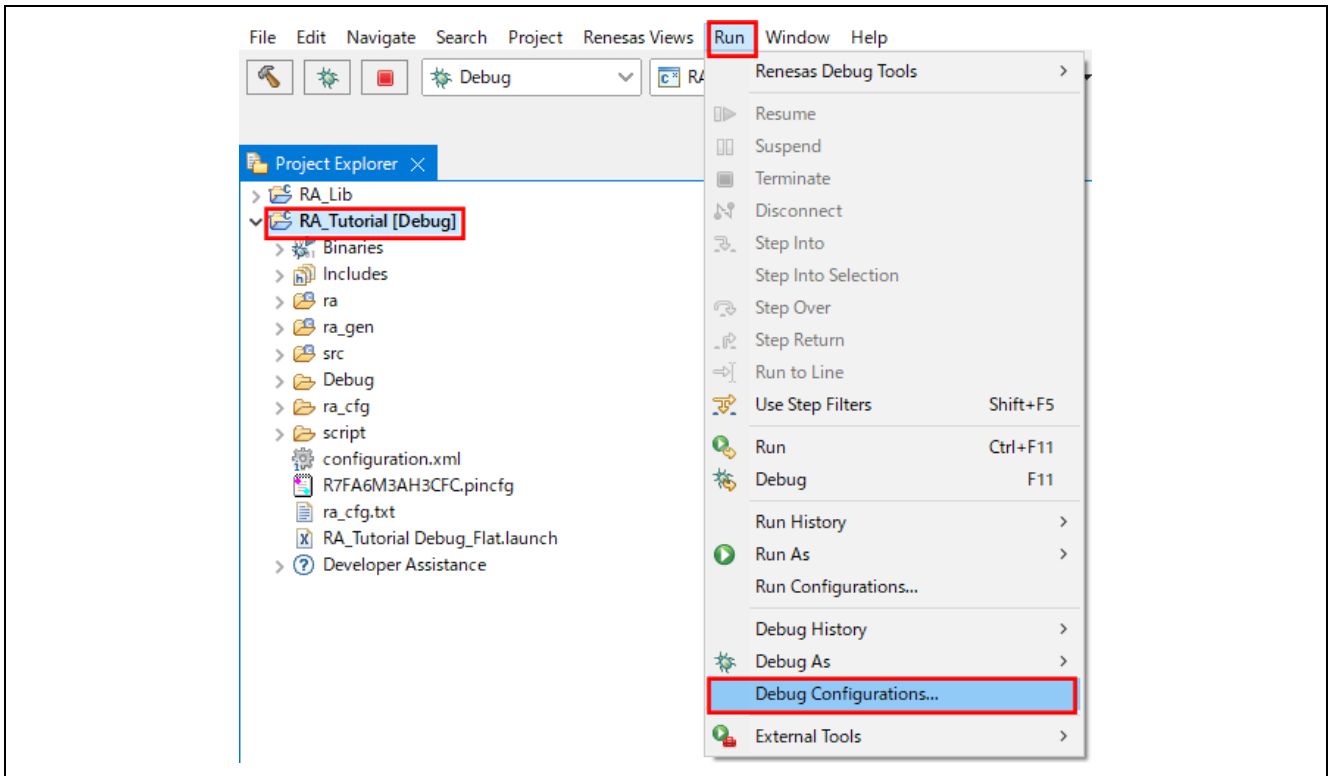 File Edit Navigate Search Project Renesas Views Run Window Help
Debug
RA
Project Explorer
RA_Lib
RA_Tutorial [Debug]
Binaries
Includes
ra
ra_gen
src
Debug
ra_cfg
script
configuration.xml
R7FA6M3AH3CFC.pincfg
ra_cfg.txt
RA_Tutorial Debug_Flat.launch
Developer Assistance
Renesas Debug Tools
Resume
Suspend
Terminate
Disconnect
Step Into
Step Into Selection
Step Over
Step Return
Run to Line
Use Step Filters Shift+F5
Run Ctrl+F11
Debug F11
Run History
Run As
Run Configurations...
Debug History
Debug As
Debug Configurations...
External Tools